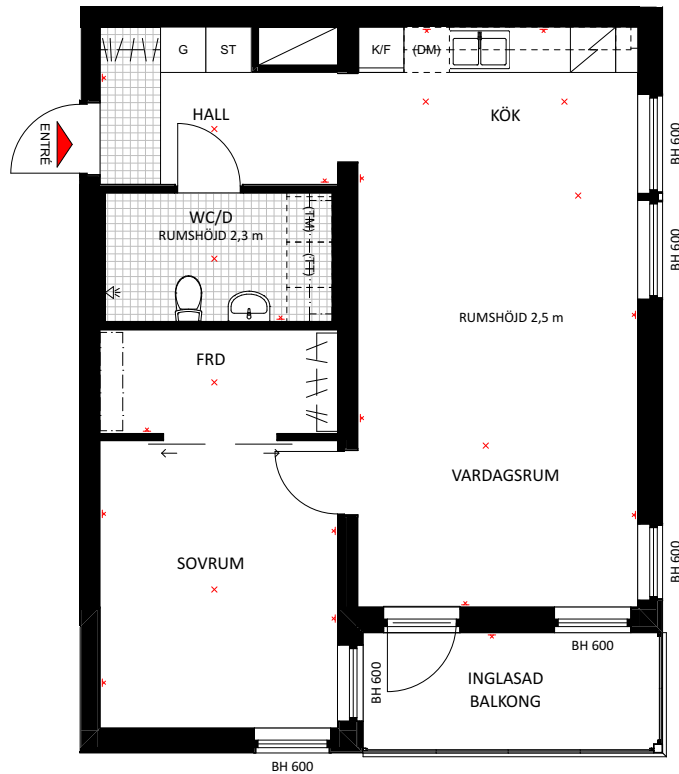 G
ST
K/F
(DM)
HALL
KÖK
ENTRÉ
BH 600
WC/D
RUMSHÖJD 2,3 m
(TM)
(TT)
BH 600
RUMSHÖJD 2,5 m
FRD
VARDAGSRUM
SOVRUM
BH 600
BH 600
BH 600
INGLASAD
BALKONG
BH 600